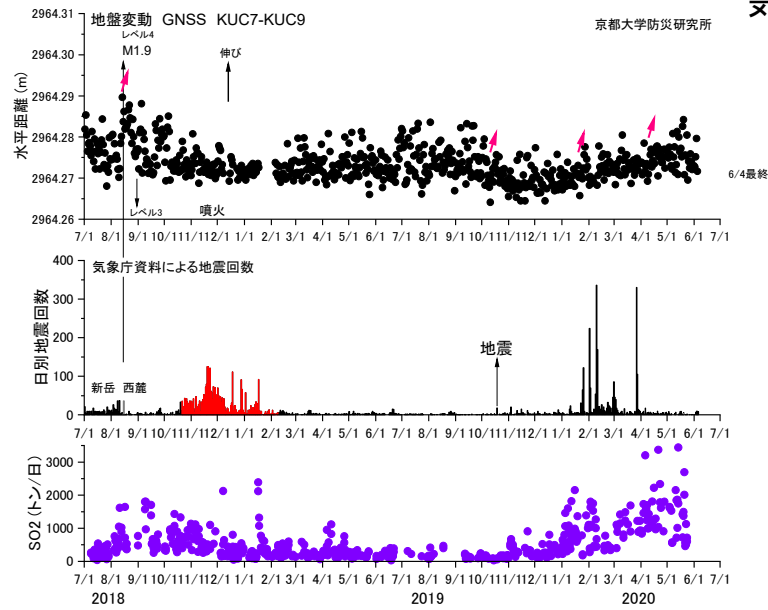 地盤変動 GNSS KUC7-KUC9
京都大学防災研究所
レベル4
M1.9
伸び
水平距離 (m)
2964.31
2964.30
2964.29
2964.28
2964.27
2964.26
6/4最終
レベル3
噴火
7/1 8/1 9/1 10/1 11/1 12/1 1/1 2/1 3/1 4/1 5/1 6/1 7/1 8/1 9/1 10/1 11/1 12/1 1/1 2/1 3/1 4/1 5/1 6/1 7/1
気象庁資料による地震回数
日別地震回数
400
300
200
100
0
地震
新岳 西麓
7/1 8/1 9/1 10/1 11/1 12/1 1/1 2/1 3/1 4/1 5/1 6/1 7/1 8/1 9/1 10/1 11/1 12/1 1/1 2/1 3/1 4/1 5/1 6/1 7/1
SO2 (トン/日)
3000
2000
1000
0
7/1 8/1 9/1 10/1 11/1 12/1 1/1 2/1 3/1 4/1 5/1 6/1 7/1 8/1 9/1 10/1 11/1 12/1 1/1 2/1 3/1 4/1 5/1 6/1 7/1
2018 2019 2020